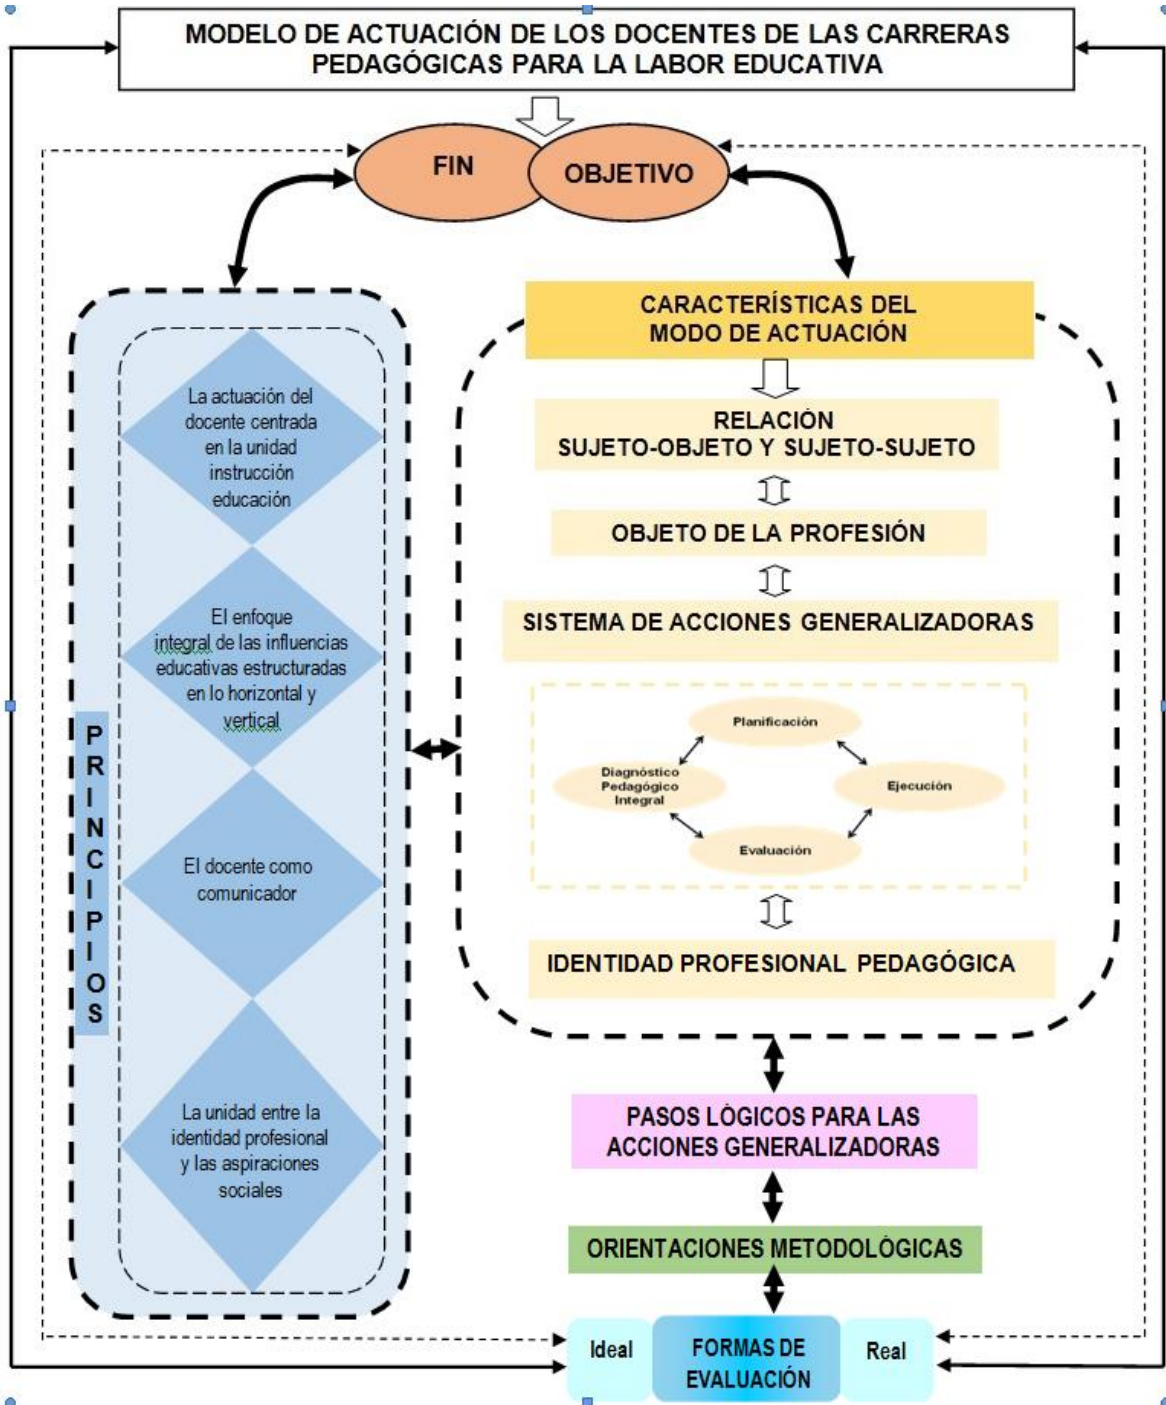 MODELO DE ACTUACIÓN DE LOS DOCENTES DE LAS CARRERAS
PEDAGÓGICAS PARA LA LABOR EDUCATIVA
FIN
OBJETIVO
PRINCIPIOS
La actuación del
docente centrada
en la unidad
instrucción
educación
El enfoque
integral de las influencias
educativas estructuradas
en lo horizontal y
vertical
El docente como
comunicador
La unidad entre la
identidad profesional
y las aspiraciones
sociales
CARACTERÍSTICAS DEL
MODO DE ACTUACIÓN
RELACIÓN
SUJETO-OBJETO Y SUJETO-SUJETO
OBJETO DE LA PROFESIÓN
SISTEMA DE ACCIONES GENERALIZADORAS
Planificación
Diagnóstico
Pedagógico
Integral
Ejecución
Evaluación
IDENTIDAD PROFESIONAL PEDAGÓGICA
PASOS LÓGICOS PARA LAS
ACCIONES GENERALIZADORAS
ORIENTACIONES METODOLÓGICAS
Ideal
FORMAS DE
EVALUACIÓN
Real